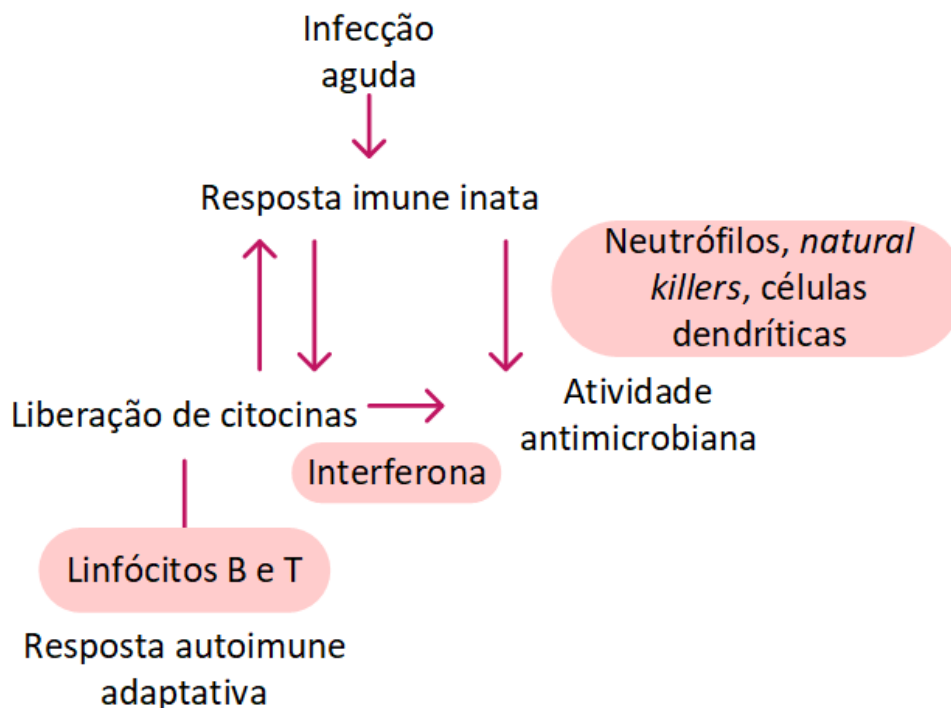 Infecção
aguda
Resposta imune inata
Neutrófilos, natural
killers, células
dendríticas
Liberação de citocinas
Atividade
antimicrobiana
Interferona
Linfócitos B e T
Resposta autoimune
adaptativa